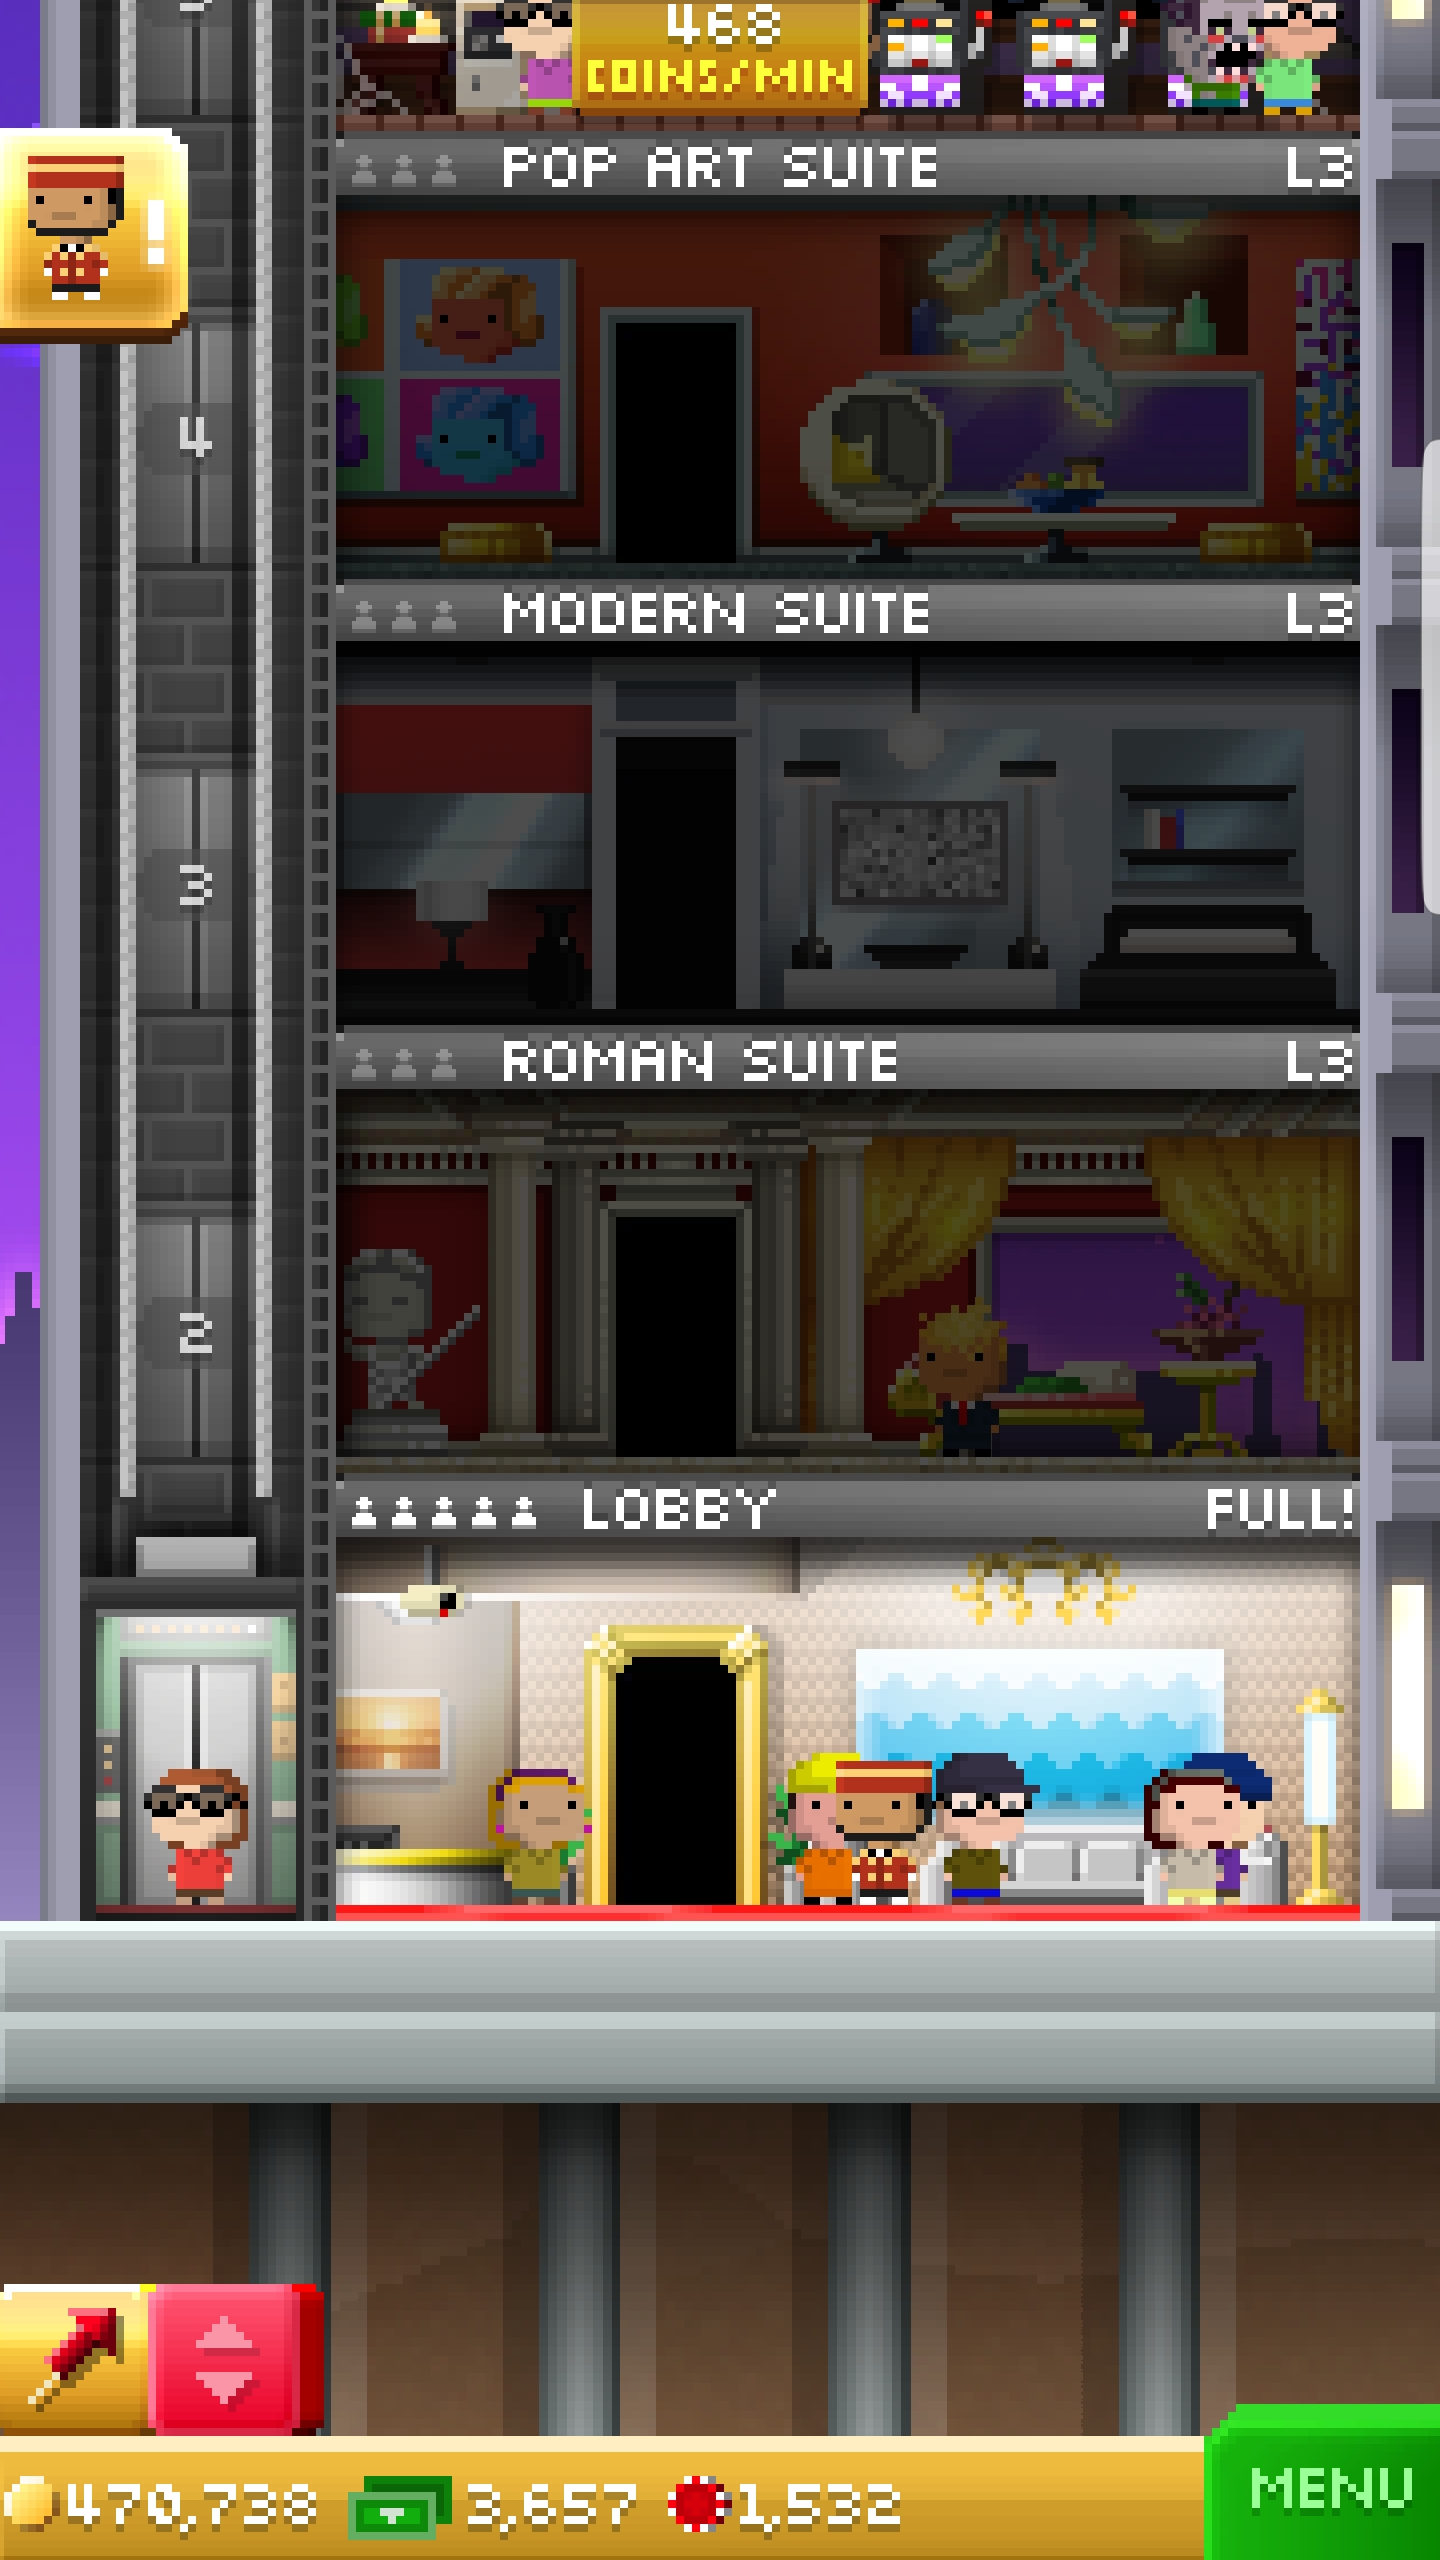 468
COINS/MIN
POP ART SUITE L3
!
4
MODERN SUITE L3
3
ROMAN SUITE L3
2
LOBBY FULL!
470,738 3,657 1,532
MENU